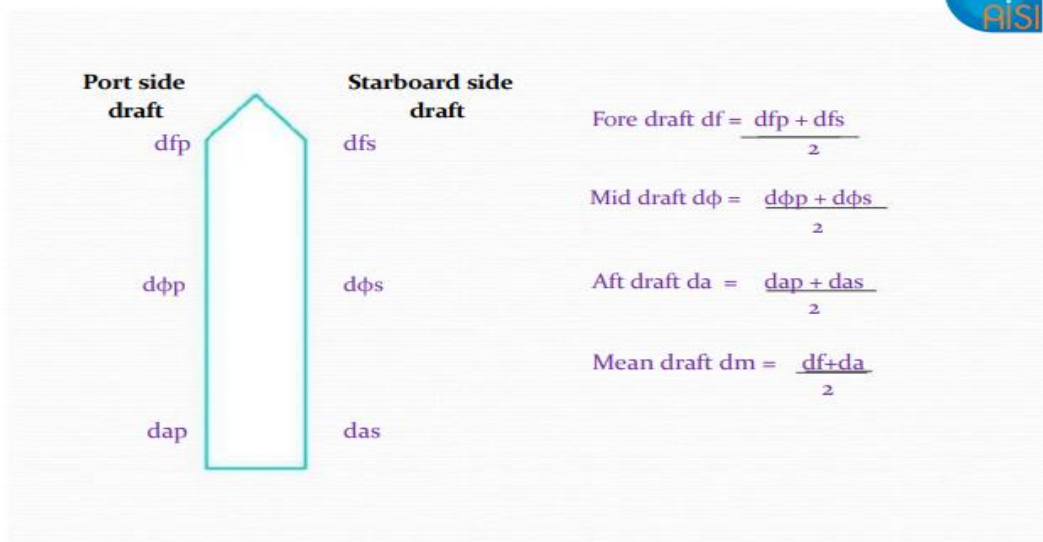 AiSI
Port side
draft
Starboard side
draft
dfp
dfs
dϕp
dϕs
dap
das
Fore draft df = dfp + dfs
2
Mid draft dϕ = dϕp + dϕs
2
Aft draft da = dap + das
2
Mean draft dm = df+da
2